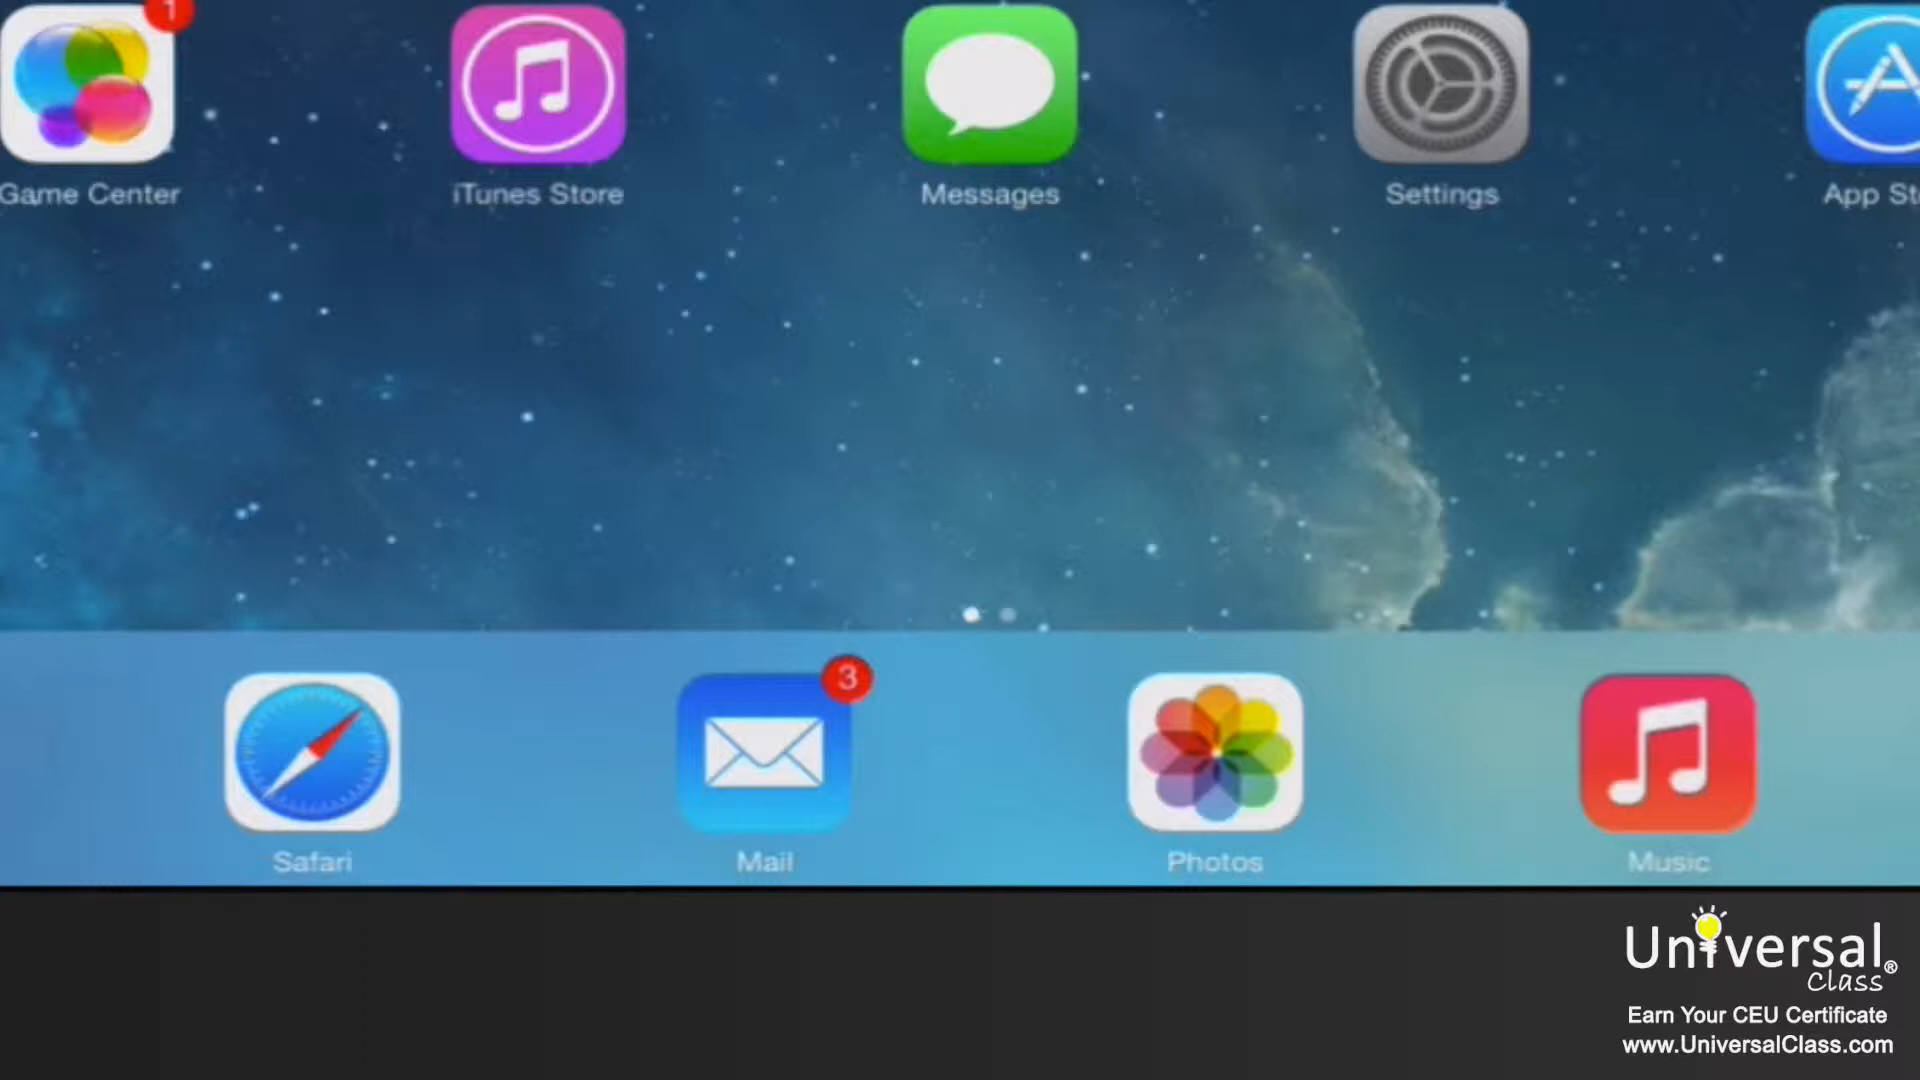 1
Game Center
iTunes Store
Messages
Settings
App Sto
3
Safari
Mail
Photos
Music
Universal®
Class
Earn Your CEU Certificate
www.UniversalClass.com